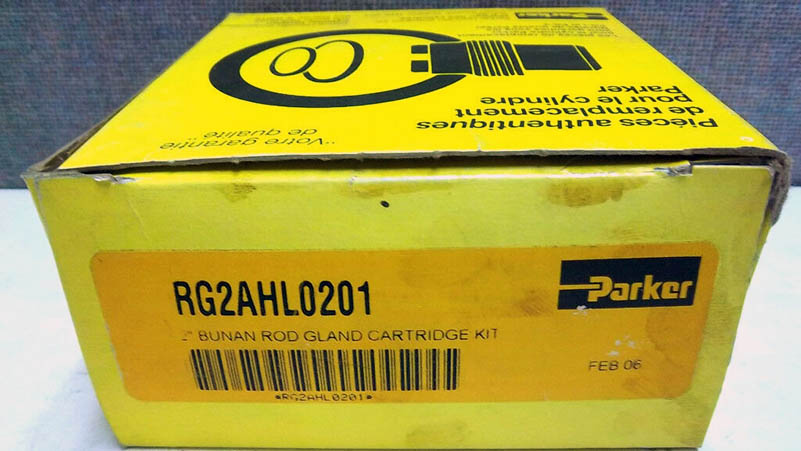 Parker
Pièces authentiques
de remplacement
pour le cylindre
Parker
"Votre garantie
de qualité"
RG2AHL0201
Parker
2" BUNAN ROD GLAND CARTRIDGE KIT
FEB 06
*RG2AHL0201*